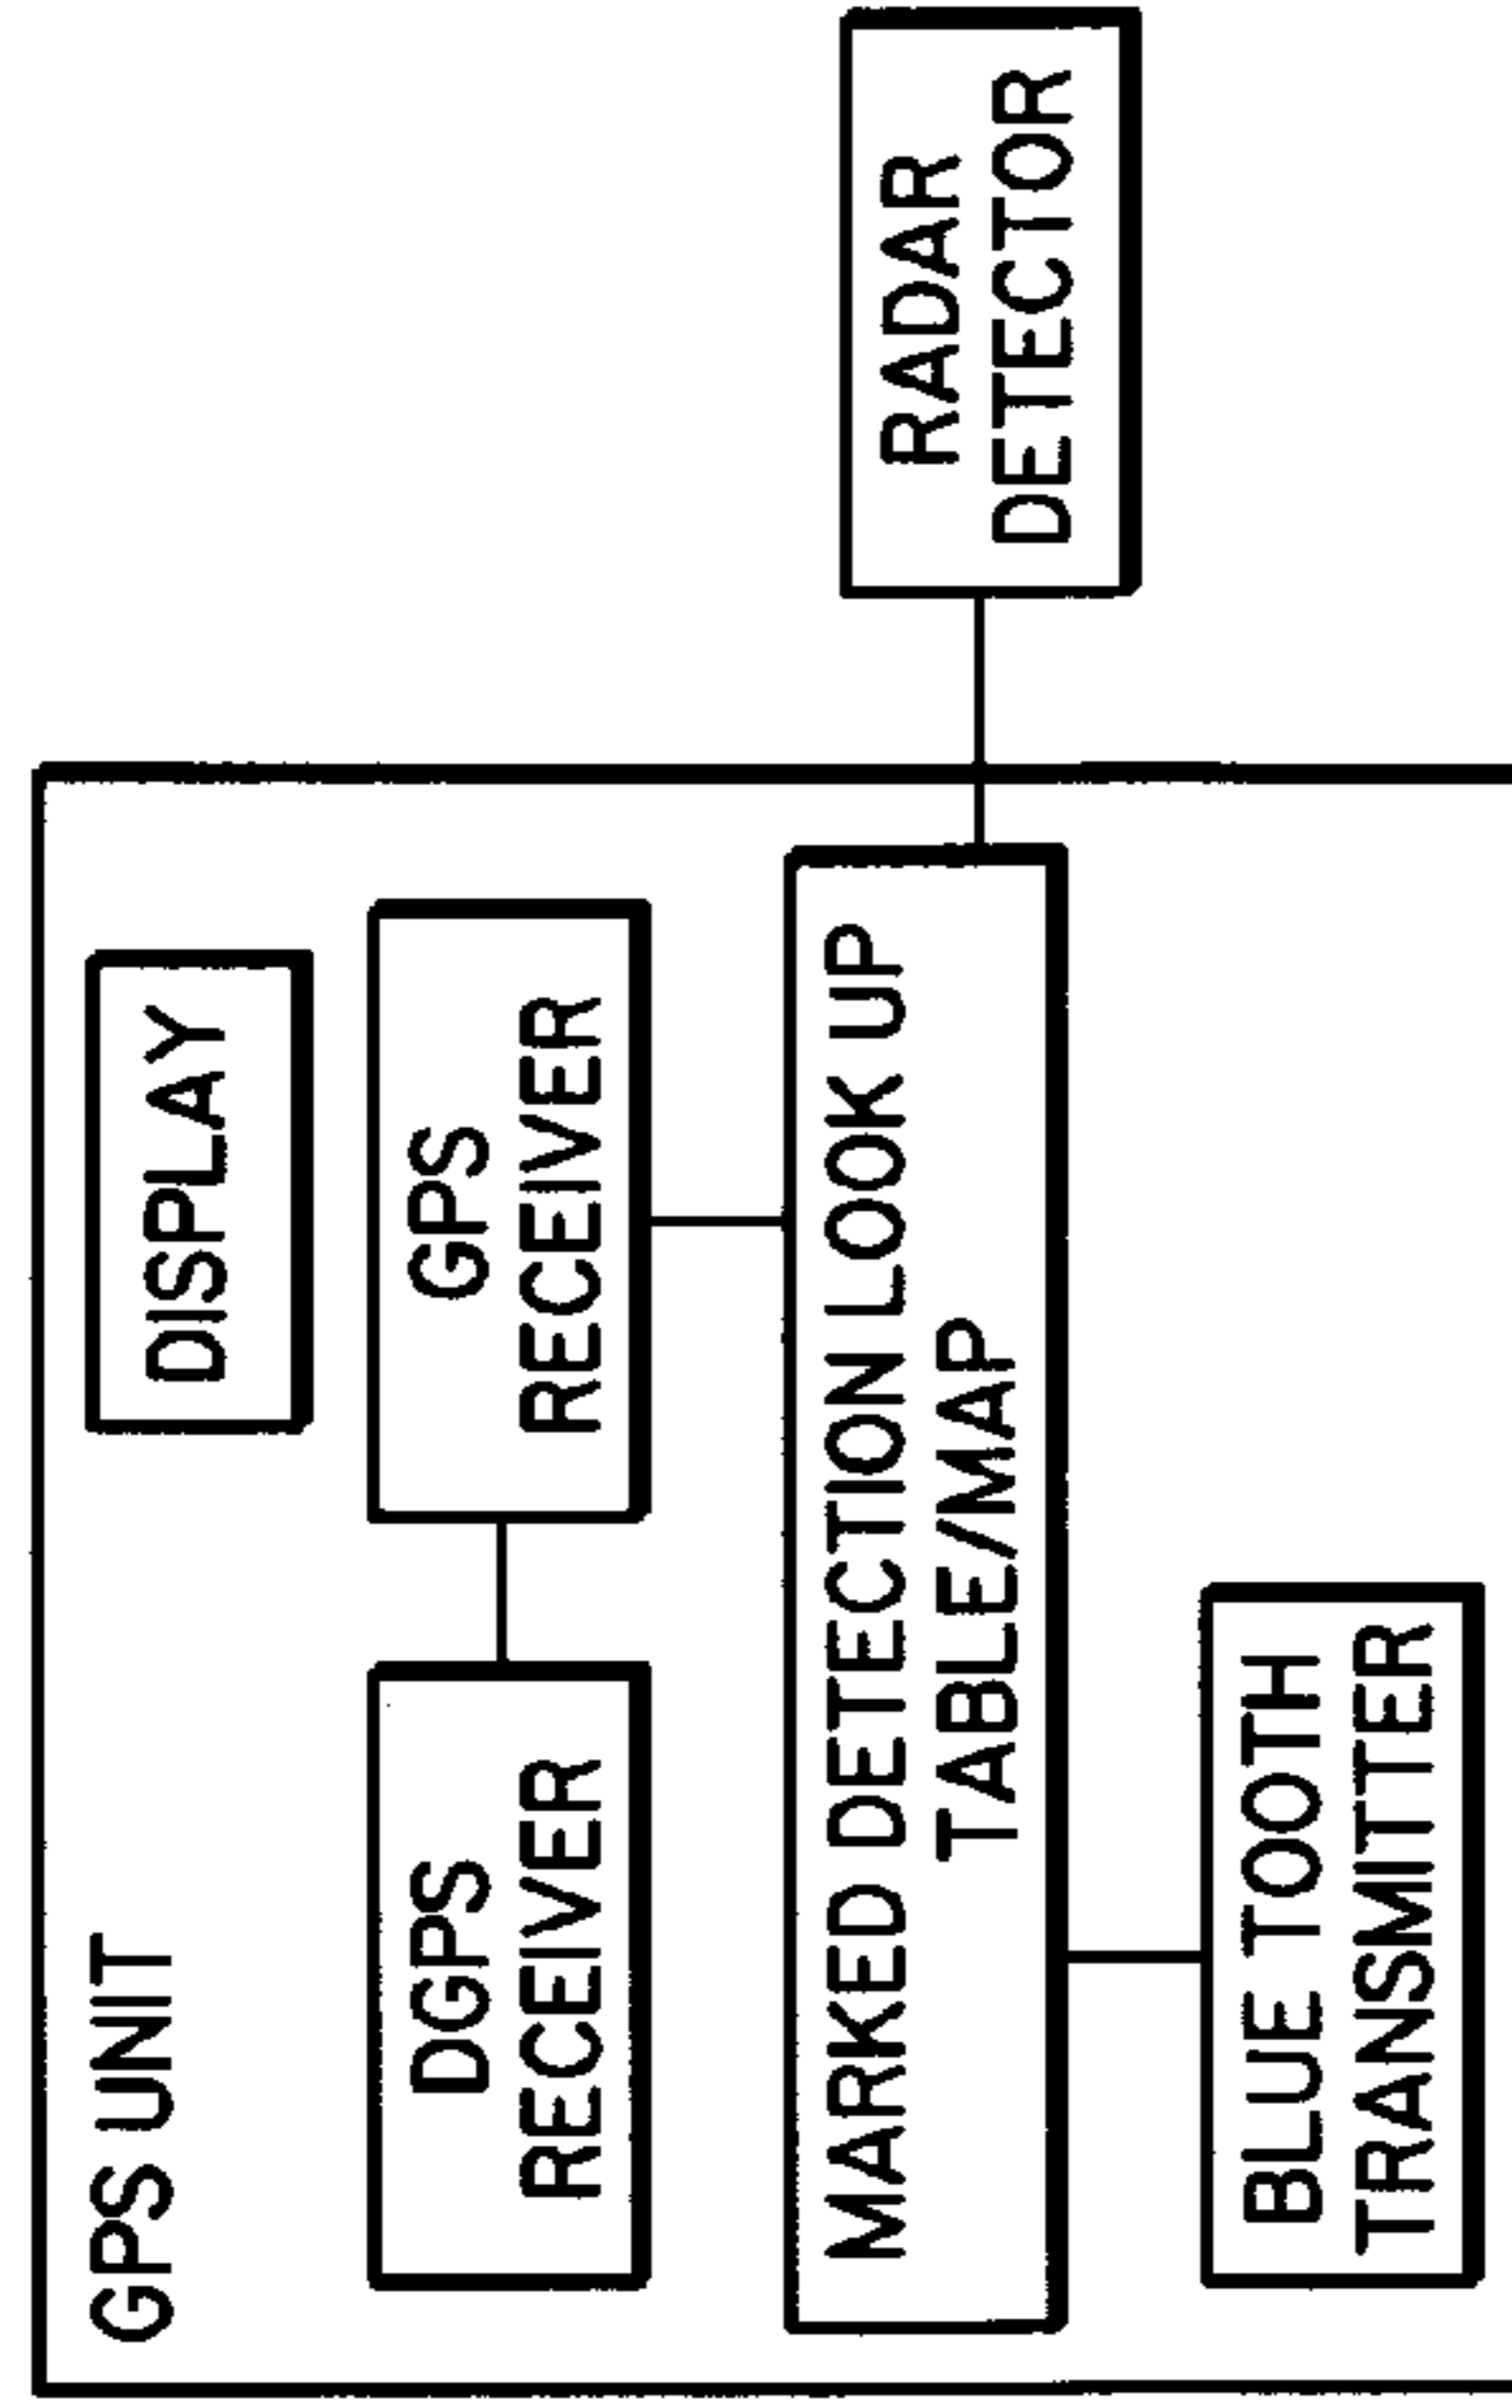 GPS UNIT
DISPLAY
DGPS
RECEIVER
GPS
RECEIVER
MARKED DETECTION LOOK UP
TABLE/MAP
RADAR
DETECTOR
BLUE TOOTH
TRANSMITTER